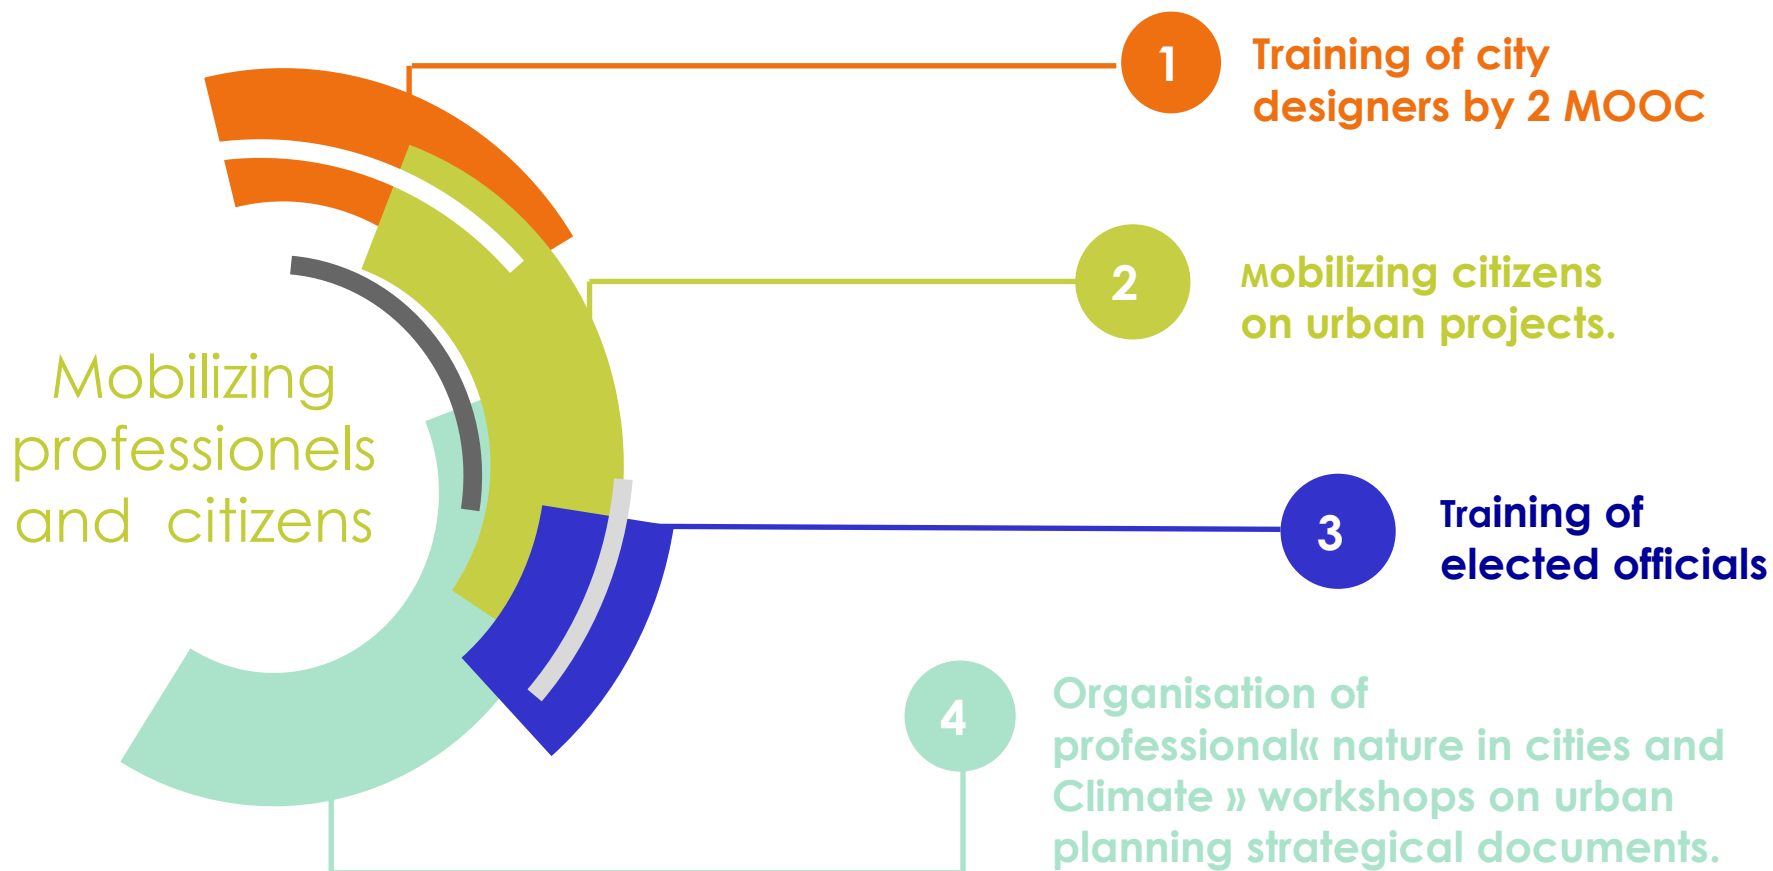 Mobilizing
professionels
and citizens
1
Training of city
designers by 2 MOOC
2
Mobilizing citizens
on urban projects.
3
Training of
elected officials
4
Organisation of
professional« nature in cities and
Climate » workshops on urban
planning strategical documents.